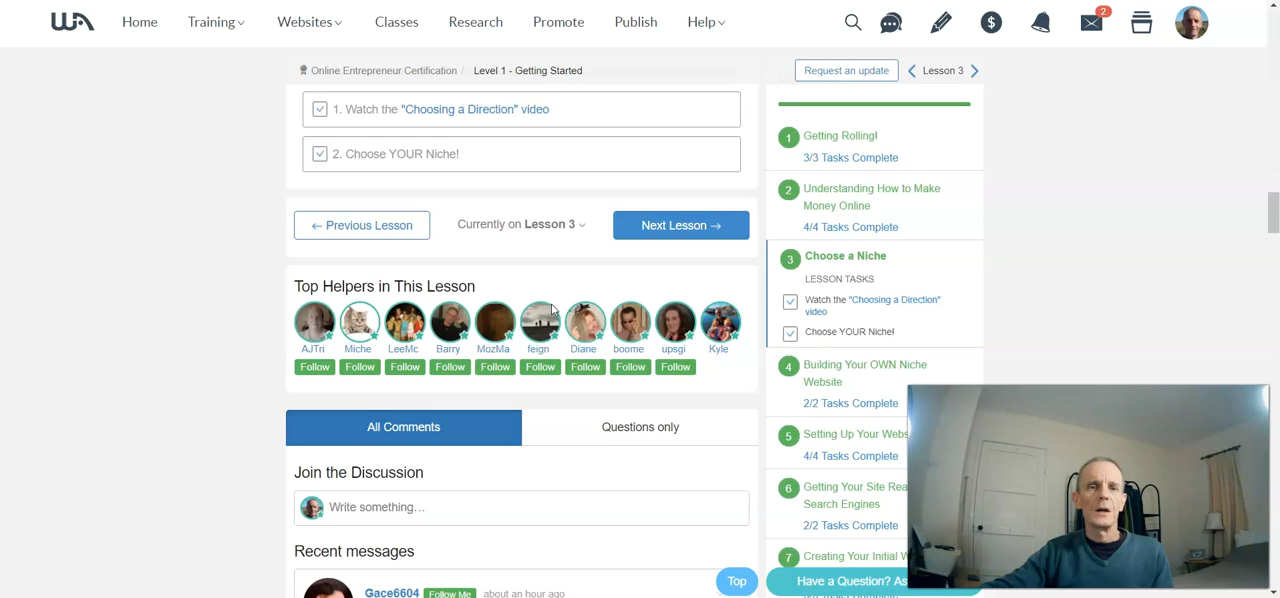 WA Home Training Websites Classes Research Promote Publish Help 2
Online Entrepreneur Certification / Level 1 - Getting Started
Request an update Lesson 3
1. Watch the "Choosing a Direction" video
2. Choose YOUR Niche!
← Previous Lesson Currently on Lesson 3 Next Lesson →
Top Helpers in This Lesson
AJTri Miche LeeMc Barry MozMa feign Diane boome upsgi Kyle
Follow Follow Follow Follow Follow Follow Follow Follow Follow
All Comments Questions only
Join the Discussion
Write something...
Recent messages
Gace6604 Follow Me about an hour ago
Top
1 Getting Rolling!
3/3 Tasks Complete
2 Understanding How to Make
Money Online
4/4 Tasks Complete
3 Choose a Niche
LESSON TASKS
Watch the "Choosing a Direction"
video
Choose YOUR Niche!
4 Building Your OWN Niche
Website
2/2 Tasks Complete
5 Setting Up Your Webs
4/4 Tasks Complete
6 Getting Your Site Rea
Search Engines
2/2 Tasks Complete
7 Creating Your Initial W
Have a Question? As